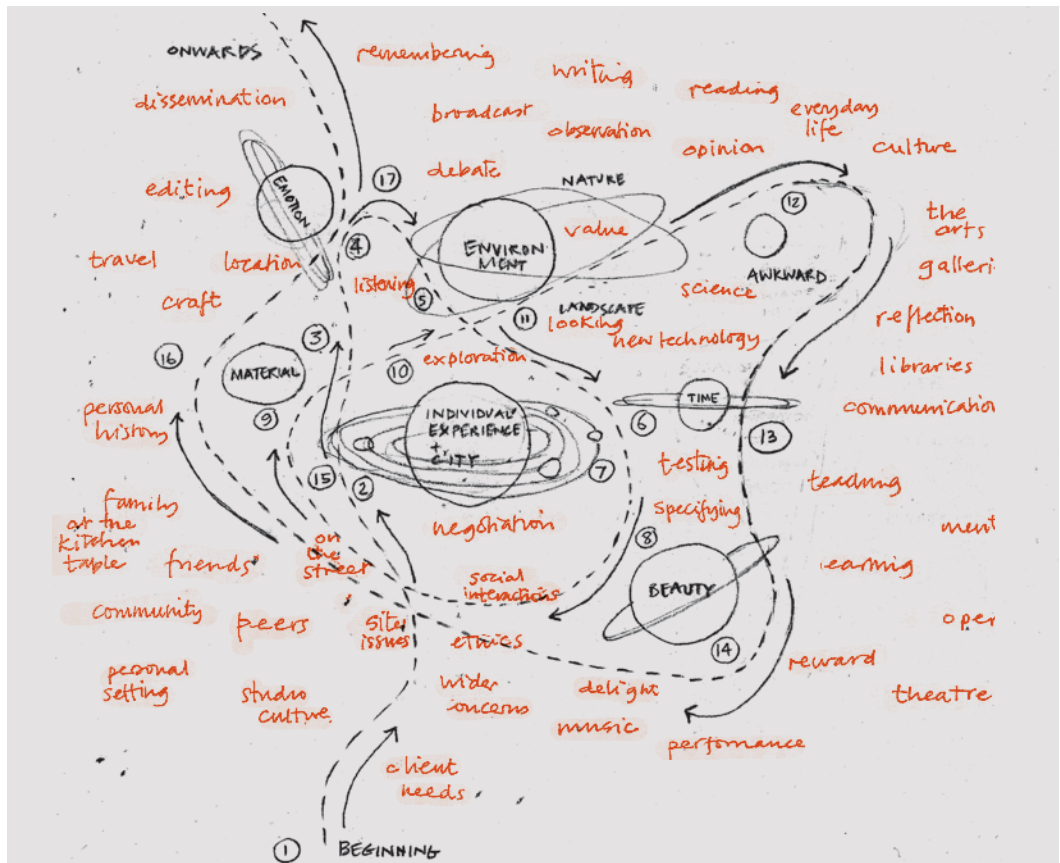 ONWARDS
remembering
writing
reading
dissemination
broadcast
observation
everyday
life
opinion
culture
debate
editing
EMOTION
17
NATURE
12
the
arts
4
ENVIRON
MENT
value
travel
location
listening
AWKWARD
galleri
craft
5
science
LANDSCAPE
11
looking
reflection
3
new technology
16
MATERIAL
10
exploration
libraries
personal
history
9
INDIVIDUAL
EXPERIENCE
+
CITY
6
TIME
communication
13
15
2
7
testing
teaching
family
at the
kitchen
table
negotiation
specifying
ment
friends
on
the
street
8
social
interactions
BEAUTY
earning
community
peers
site
issues
ethics
oper
14
reward
personal
setting
studio
culture
wider
concerns
delight
theatre
music
performance
client
needs
1
BEGINNING